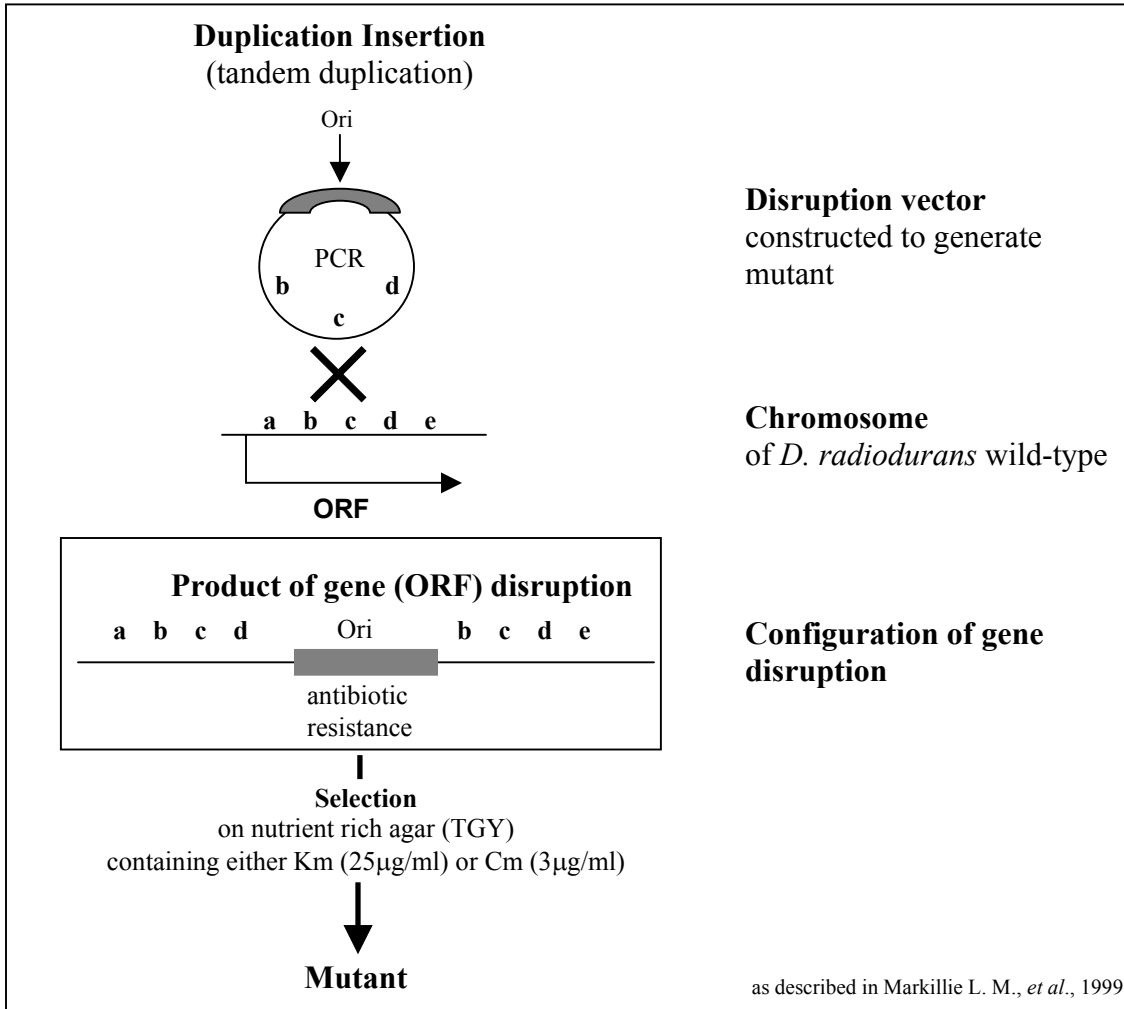 Duplication Insertion
(tandem duplication)
Ori
PCR
b d
c
Disruption vector
constructed to generate
mutant
a b c d e
ORF
Chromosome
of D. radiodurans wild-type
Product of gene (ORF) disruption
a b c d Ori b c d e
antibiotic
resistance
Configuration of gene
disruption
Selection
on nutrient rich agar (TGY)
containing either Km (25μg/ml) or Cm (3μg/ml)
Mutant
as described in Markillie L. M., et al., 1999